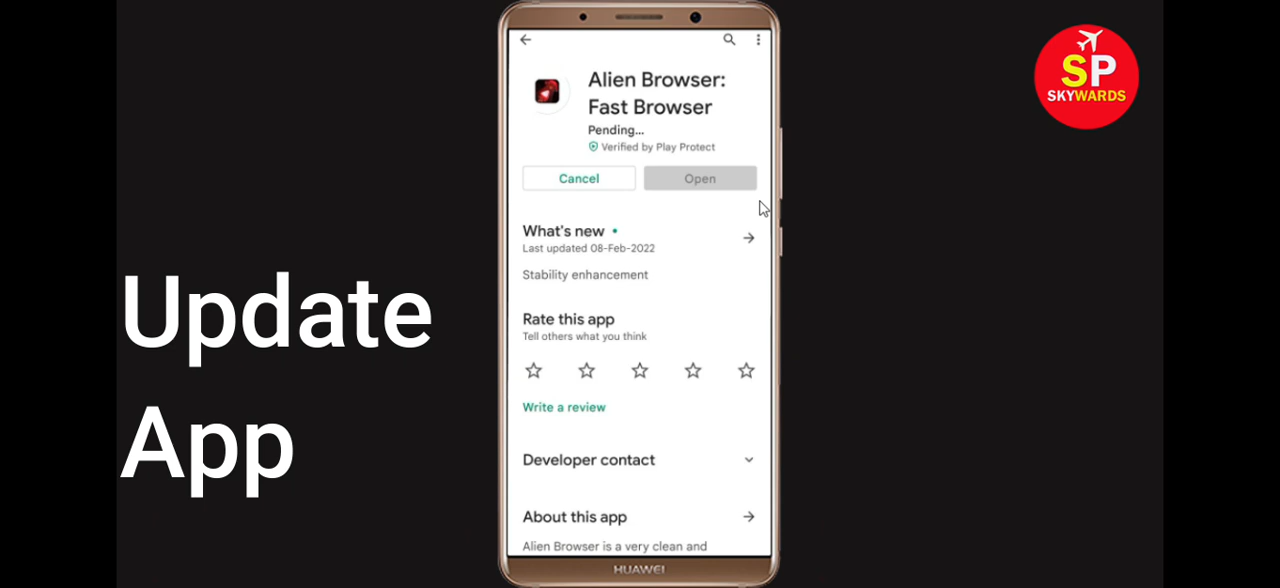 SP
SKYWARDS
Alien Browser:
Fast Browser
Pending...
Verified by Play Protect
Cancel
Open
What's new
Last updated 08-Feb-2022
Stability enhancement
Rate this app
Tell others what you think
Write a review
Developer contact
About this app
Alien Browser is a very clean and
HUAWEI
Update
App